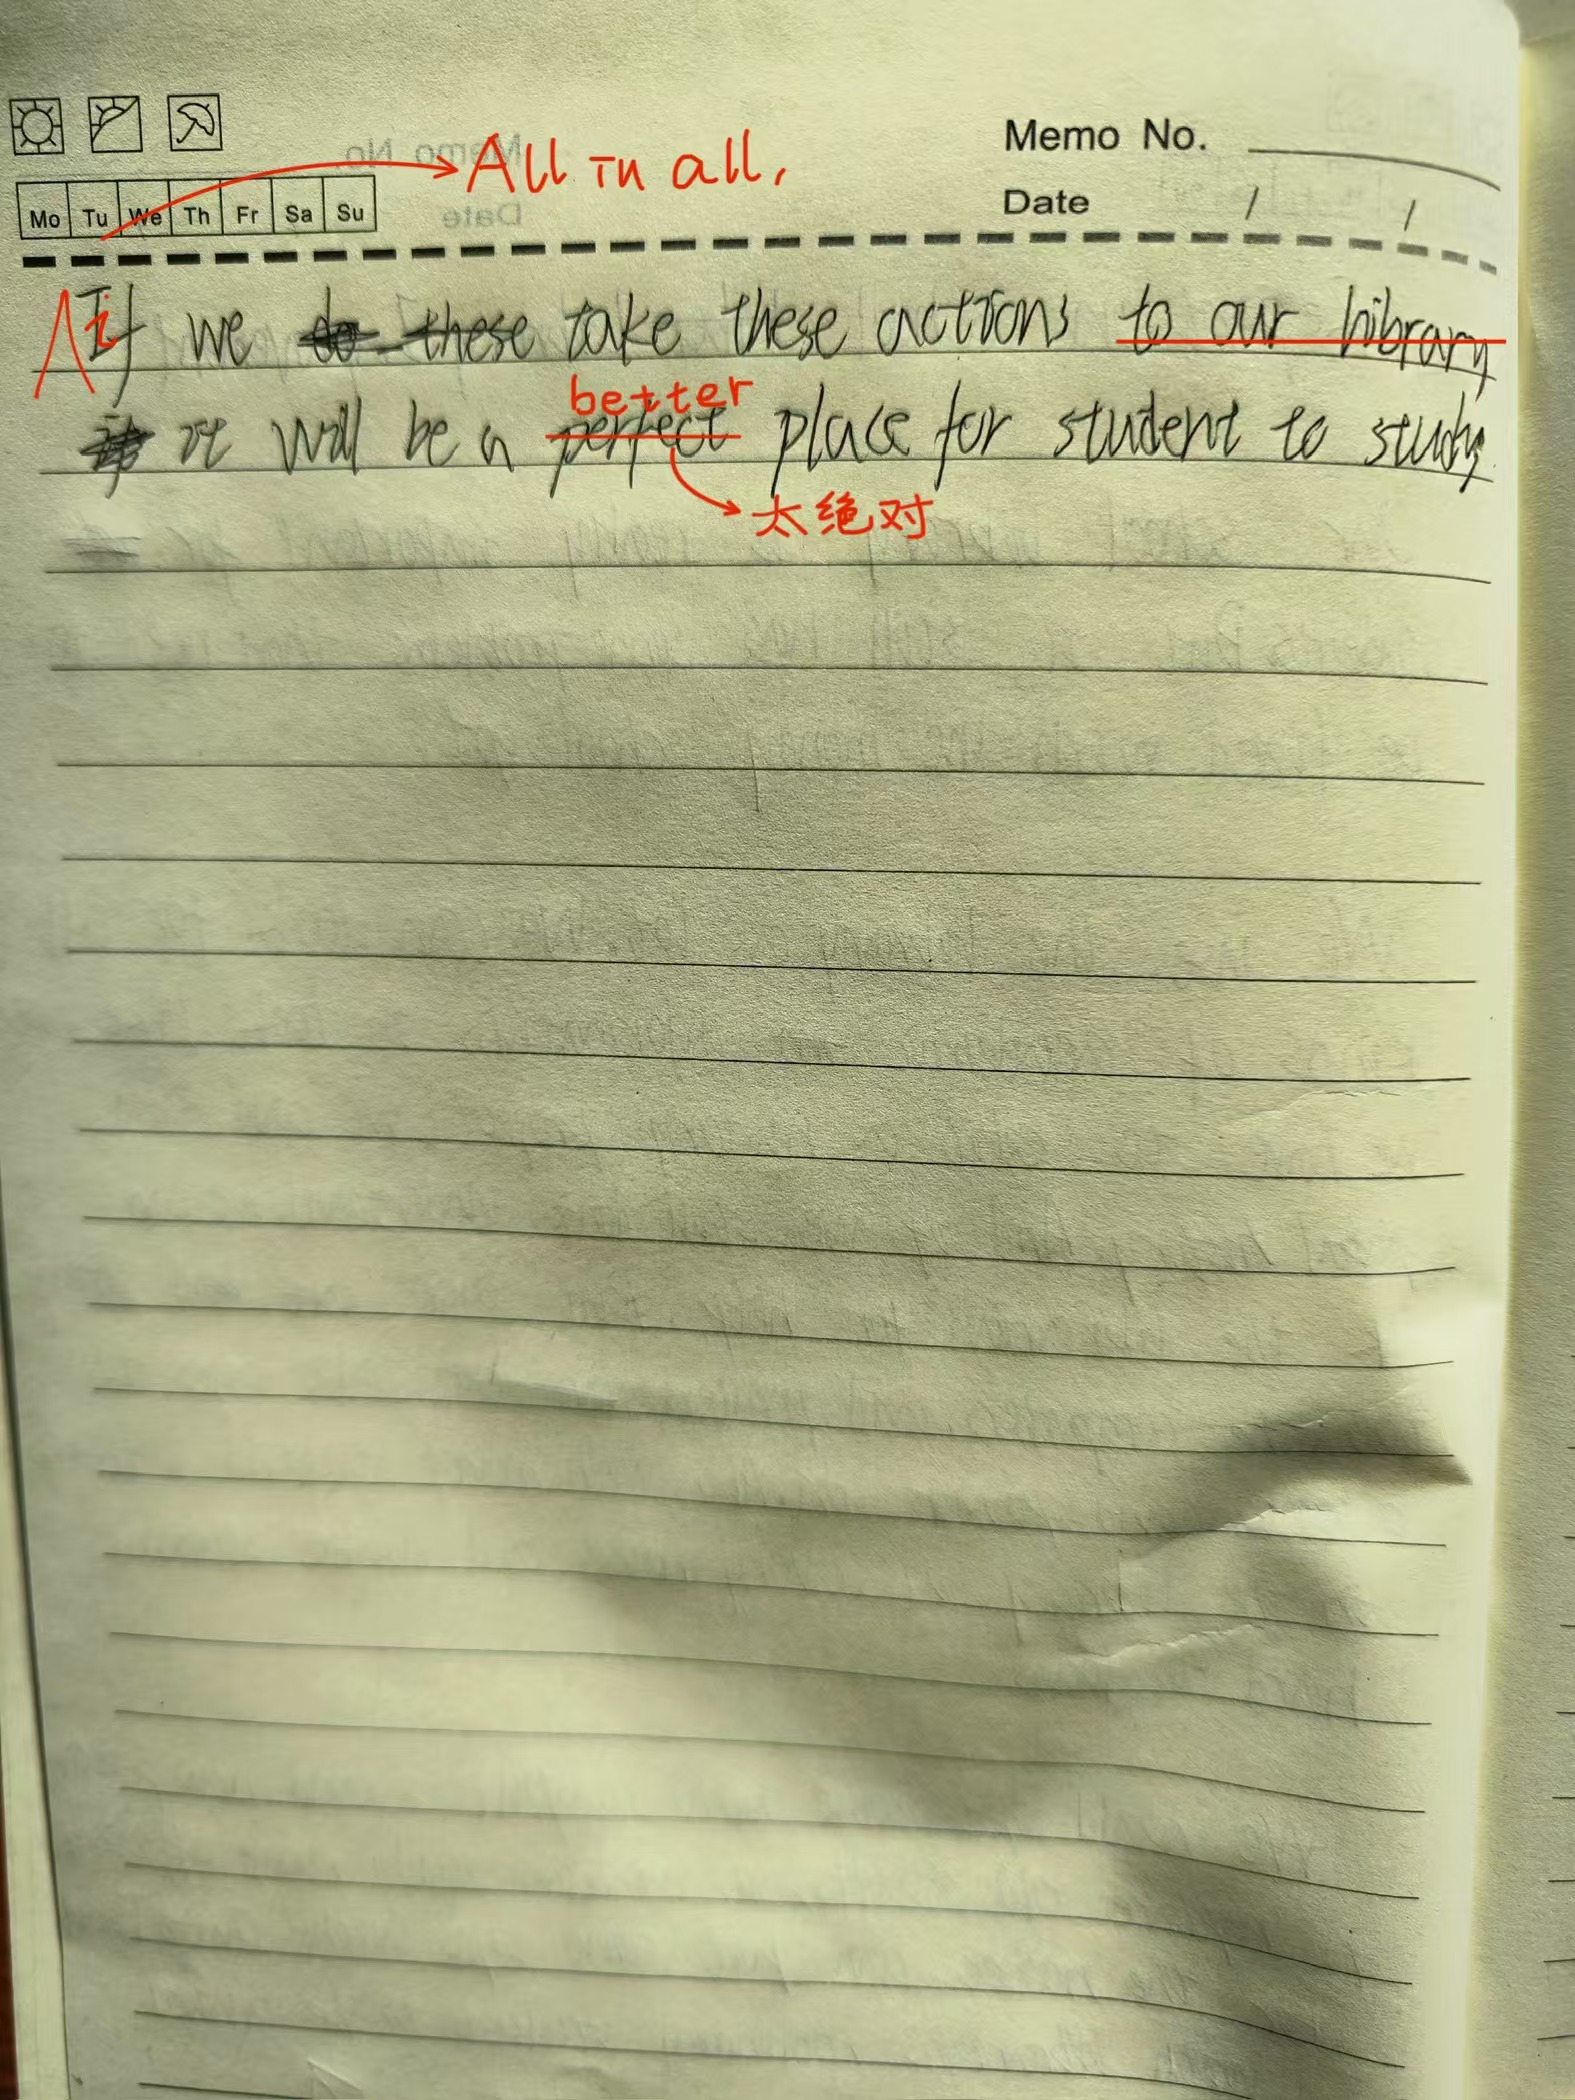 All in all,
Memo No.
Mo Tu We Th Fr Sa Su
Date / /
If we do these take these actions to our library
better
it will be a perfect place for student to study.
太绝对